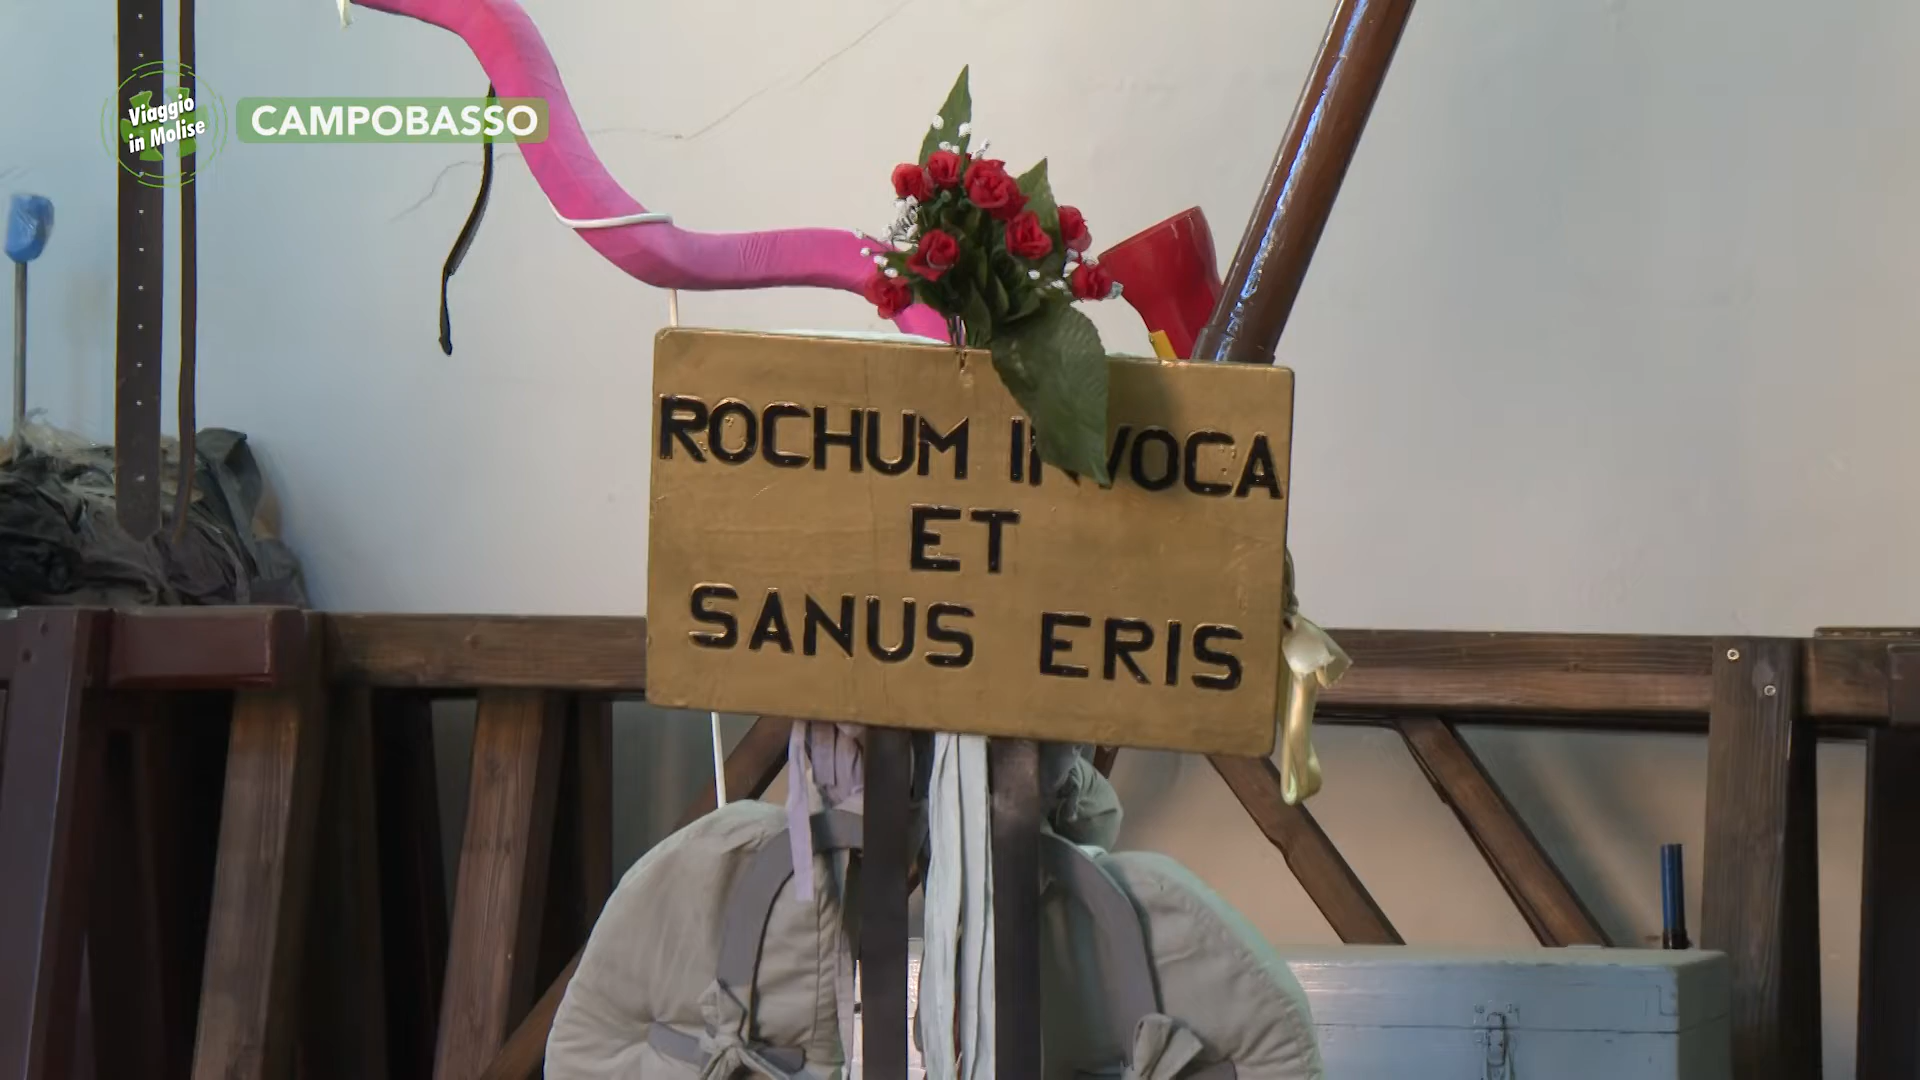 Viaggio
in Molise
CAMPOBASSO
ROCHUM INVOCA
ET
SANUS ERIS